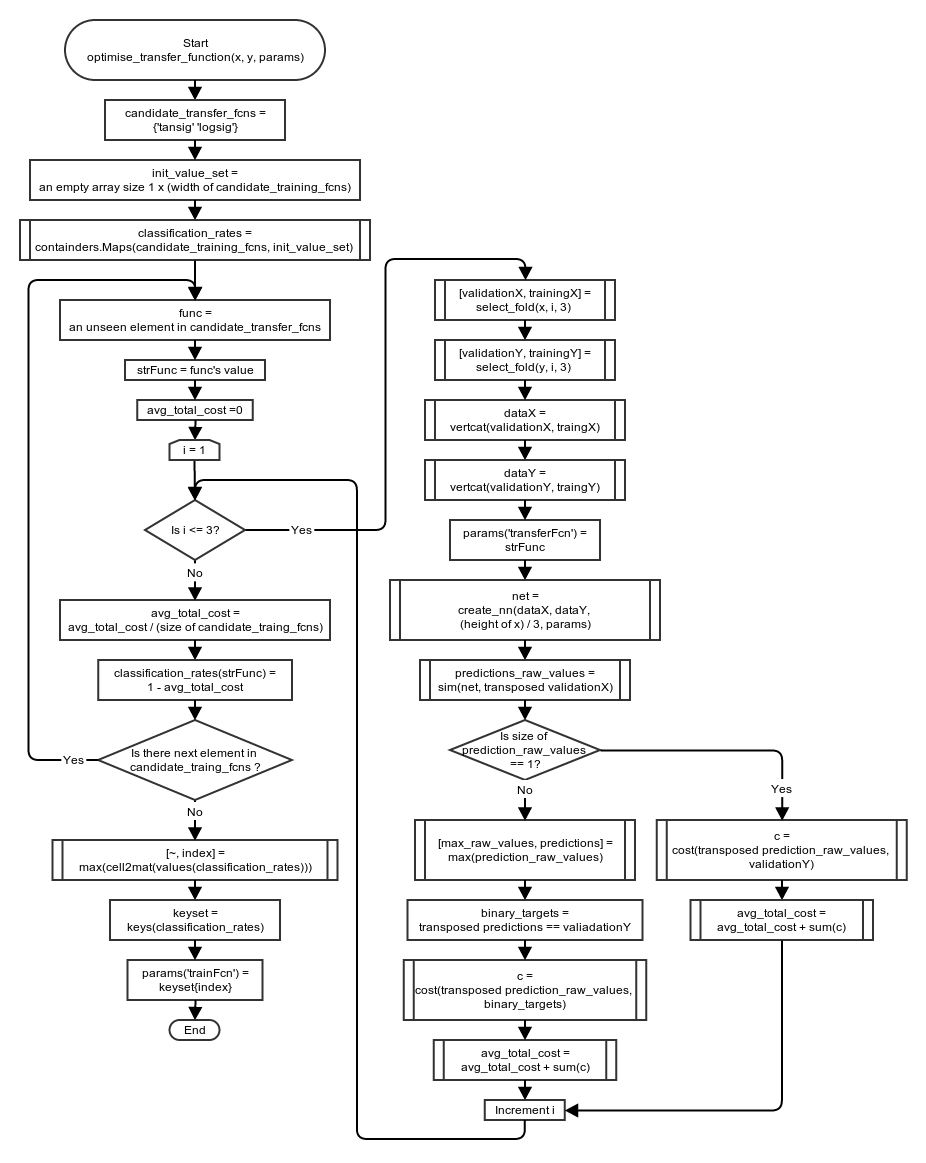 Start
optimise_transfer_function(x, y, params)
candidate_transfer_fcns =
{'tansig' 'logsig'}
init_value_set =
an empty array size 1 x (width of candidate_training_fcns)
classification_rates =
containders.Maps(candidate_training_fcns, init_value_set)
func =
an unseen element in candidate_transfer_fcns
strFunc = func's value
avg_total_cost =0
i = 1
Is i <= 3?
Yes
No
avg_total_cost =
avg_total_cost / (size of candidate_traing_fcns)
classification_rates(strFunc) =
1 - avg_total_cost
Is there next element in
candidate_traing_fcns ?
Yes
No
[~, index] =
max(cell2mat(values(classification_rates)))
keyset =
keys(classification_rates)
params('trainFcn') =
keyset{index}
End
[validationX, trainingX] =
select_fold(x, i, 3)
[validationY, trainingY] =
select_fold(y, i, 3)
dataX =
vertcat(validationX, traingX)
dataY =
vertcat(validationY, traingY)
params('transferFcn') =
strFunc
net =
create_nn(dataX, dataY,
(height of x) / 3, params)
predictions_raw_values =
sim(net, transposed validationX)
Is size of
prediction_raw_values
== 1?
No
Yes
[max_raw_values, predictions] =
max(prediction_raw_values)
binary_targets =
transposed predictions == valiadationY
c =
cost(transposed prediction_raw_values,
binary_targets)
avg_total_cost =
avg_total_cost + sum(c)
Increment i
c =
cost(transposed prediction_raw_values,
validationY)
avg_total_cost =
avg_total_cost + sum(c)